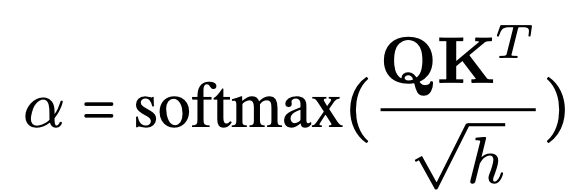 α = softmax(QK^T / √h)